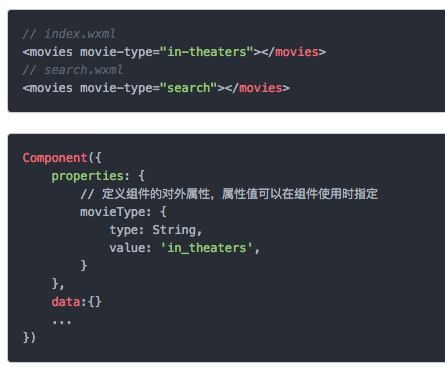 // index.wxml
<movies movie-type="in-theaters"></movies>
// search.wxml
<movies movie-type="search"></movies>
Component({
    properties: {
        // 定义组件的对外属性，属性值可以在组件使用时指定
        movieType: {
            type: String,
            value: 'in_theaters',
        }
    },
    data:{}
    ...
})